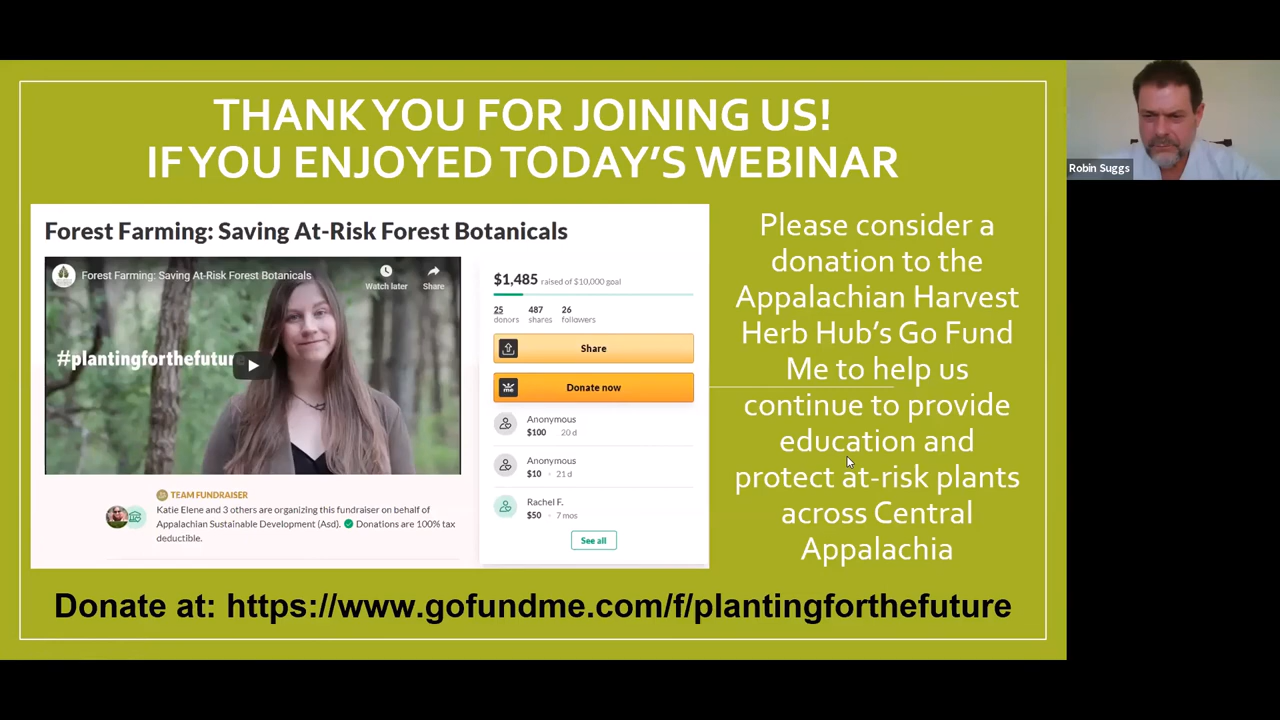 THANK YOU FOR JOINING US!
IF YOU ENJOYED TODAY'S WEBINAR
Robin Suggs
Forest Farming: Saving At-Risk Forest Botanicals
Forest Farming: Saving At-Risk Forest Botanicals
Watch later
Share
#plantingforthefutur
$1,485 raised of $10,000 goal
25 donors
487 shares
26 followers
Share
me
Donate now
Anonymous
$100 20 d
Anonymous
$10 • 21 d
Rachel F.
$50 • 7 mos
See all
TEAM FUNDRAISER
Katie Elene and 3 others are organizing this fundraiser on behalf of
Appalachian Sustainable Development (Asd). Donations are 100% tax
deductible.
Please consider a
donation to the
Appalachian Harvest
Herb Hub's Go Fund
Me to help us
continue to provide
education and
protect at-risk plants
across Central
Appalachia
Donate at: https://www.gofundme.com/f/plantingforthefuture